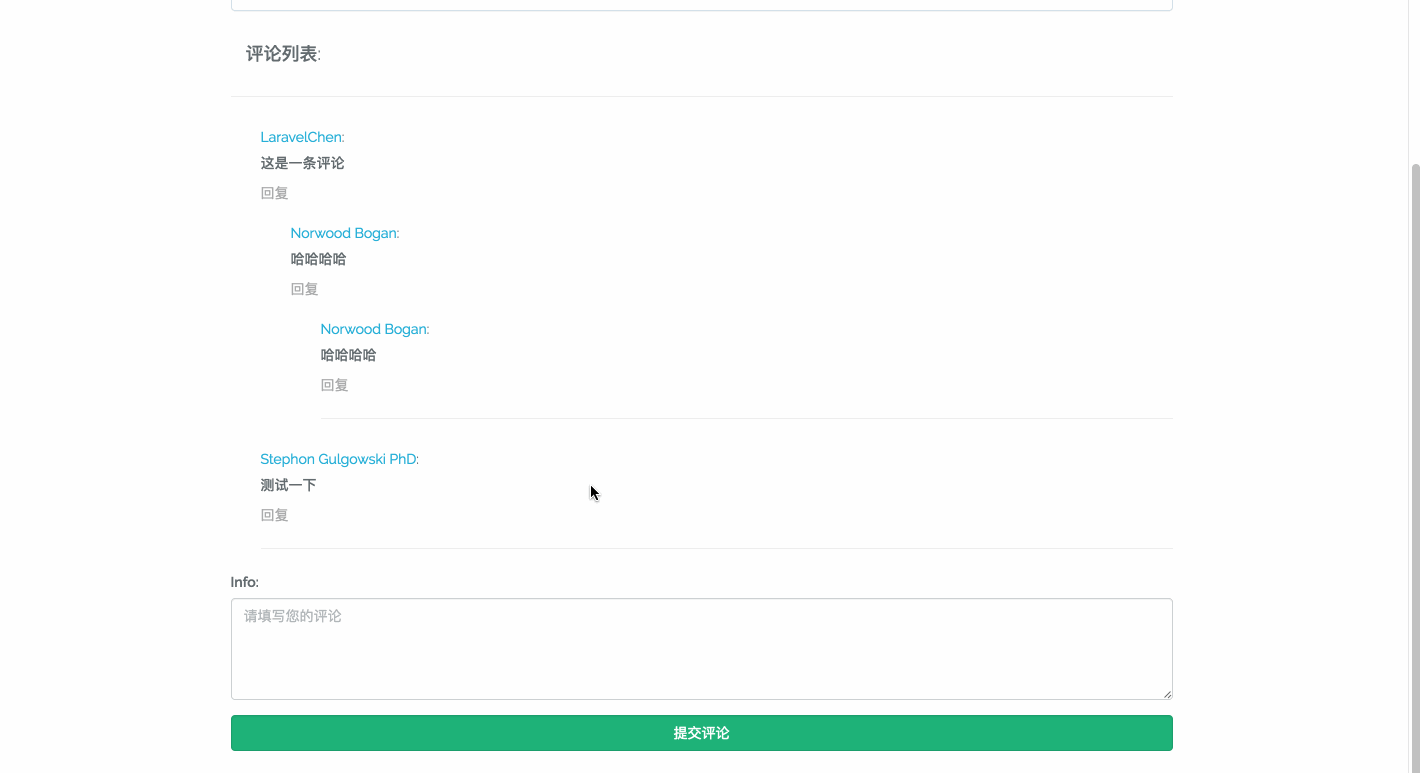 评论列表:
LaravelChen:
这是一条评论
回复
Norwood Bogan:
哈哈哈哈
回复
Norwood Bogan:
哈哈哈哈
回复
Stephon Gulgowski PhD:
测试一下
回复
Info:
请填写您的评论
提交评论